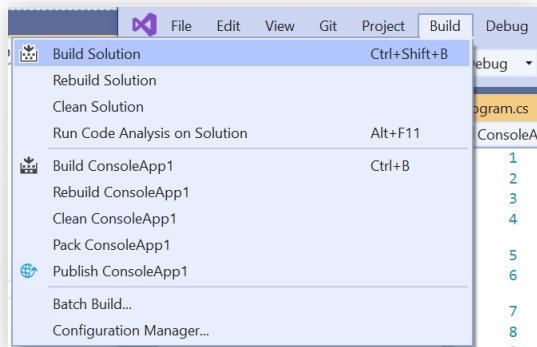 File Edit View Git Project Build Debug
Build Solution Ctrl+Shift+B
ebug
Rebuild Solution
Clean Solution
ogram.cs
Run Code Analysis on Solution Alt+F11
ConsoleA
Build ConsoleApp1 Ctrl+B
1
2
Rebuild ConsoleApp1
3
Clean ConsoleApp1
4
Pack ConsoleApp1
5
Publish ConsoleApp1
6
Batch Build...
7
Configuration Manager...
8